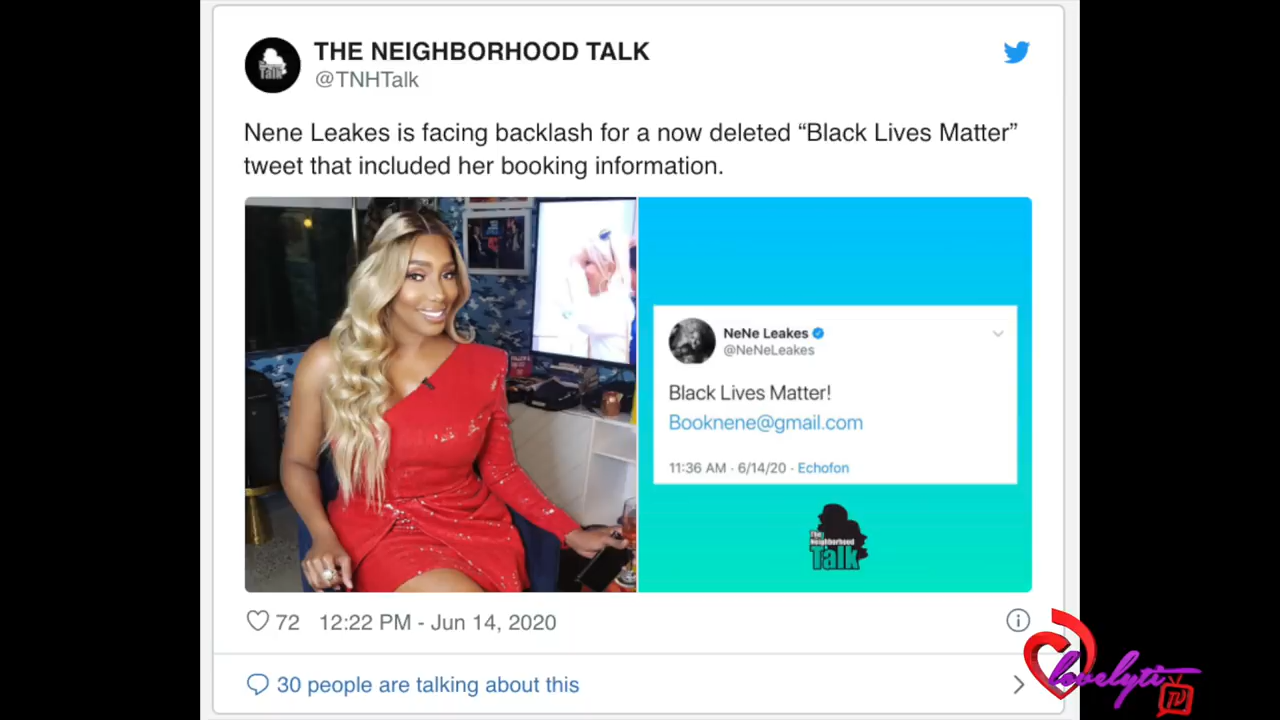 THE NEIGHBORHOOD TALK
@TNHTalk
Nene Leakes is facing backlash for a now deleted “Black Lives Matter”
tweet that included her booking information.
NeNe Leakes
@NeNeLeakes
Black Lives Matter!
Booknene@gmail.com
11:36 AM · 6/14/20 · Echofon
The
Neighborhood
Talk
72 12:22 PM - Jun 14, 2020
30 people are talking about this
lovelyti
TV